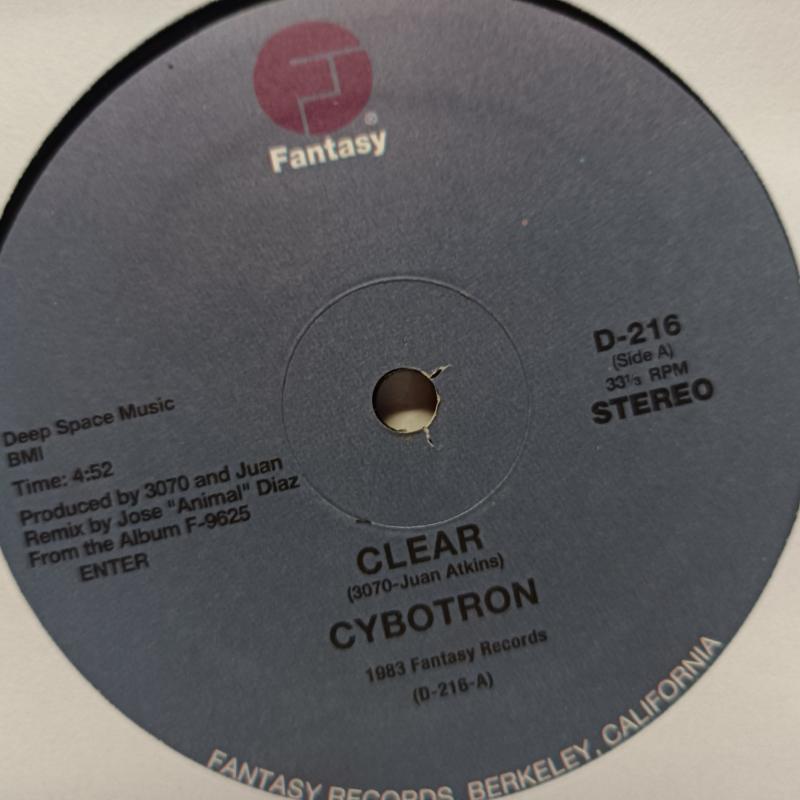 ®
Fantasy
D-216
(Side A)
33⅓ RPM
STEREO
Deep Space Music
BMI
Time: 4:52
Produced by 3070 and Juan
Remix by Jose "Animal" Diaz
From the Album F-9625
ENTER
CLEAR
(3070-Juan Atkins)
CYBOTRON
1983 Fantasy Records
(D-216-A)
FANTASY RECORDS, BERKELEY, CALIFORNIA